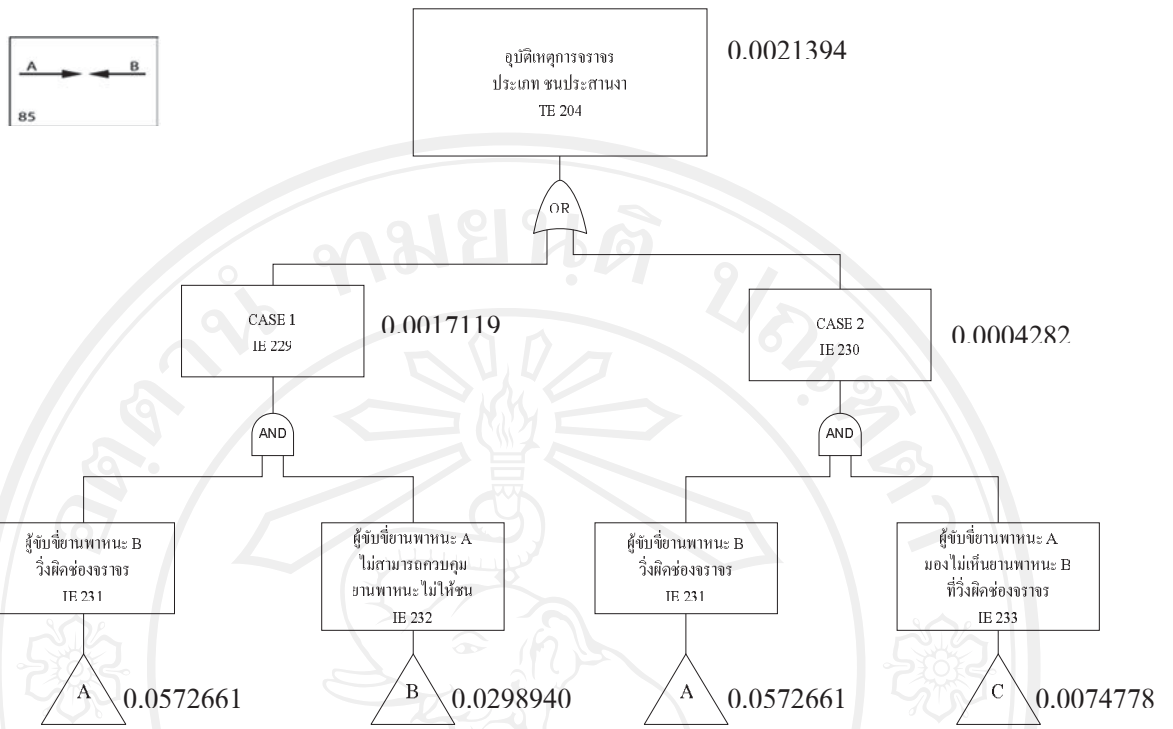 A B
85
อุบัติเหตุการจราจร
ประเภท ชนประสานงา
TE 204
0.0021394
OR
CASE 1
IE 229
0.0017119
CASE 2
IE 230
0.0004282
AND
AND
ผู้ขับขี่ยานพาหนะ B
วิ่งผิดช่องจราจร
IE 231
ผู้ขับขี่ยานพาหนะ A
ไม่สามารถควบคุม
ยานพาหนะไม่ให้ชน
IE 232
ผู้ขับขี่ยานพาหนะ B
วิ่งผิดช่องจราจร
IE 231
ผู้ขับขี่ยานพาหนะ A
มองไม่เห็นยานพาหนะ B
ที่วิ่งผิดช่องจราจร
IE 233
A
0.0572661
B
0.0298940
A
0.0572661
C
0.0074778